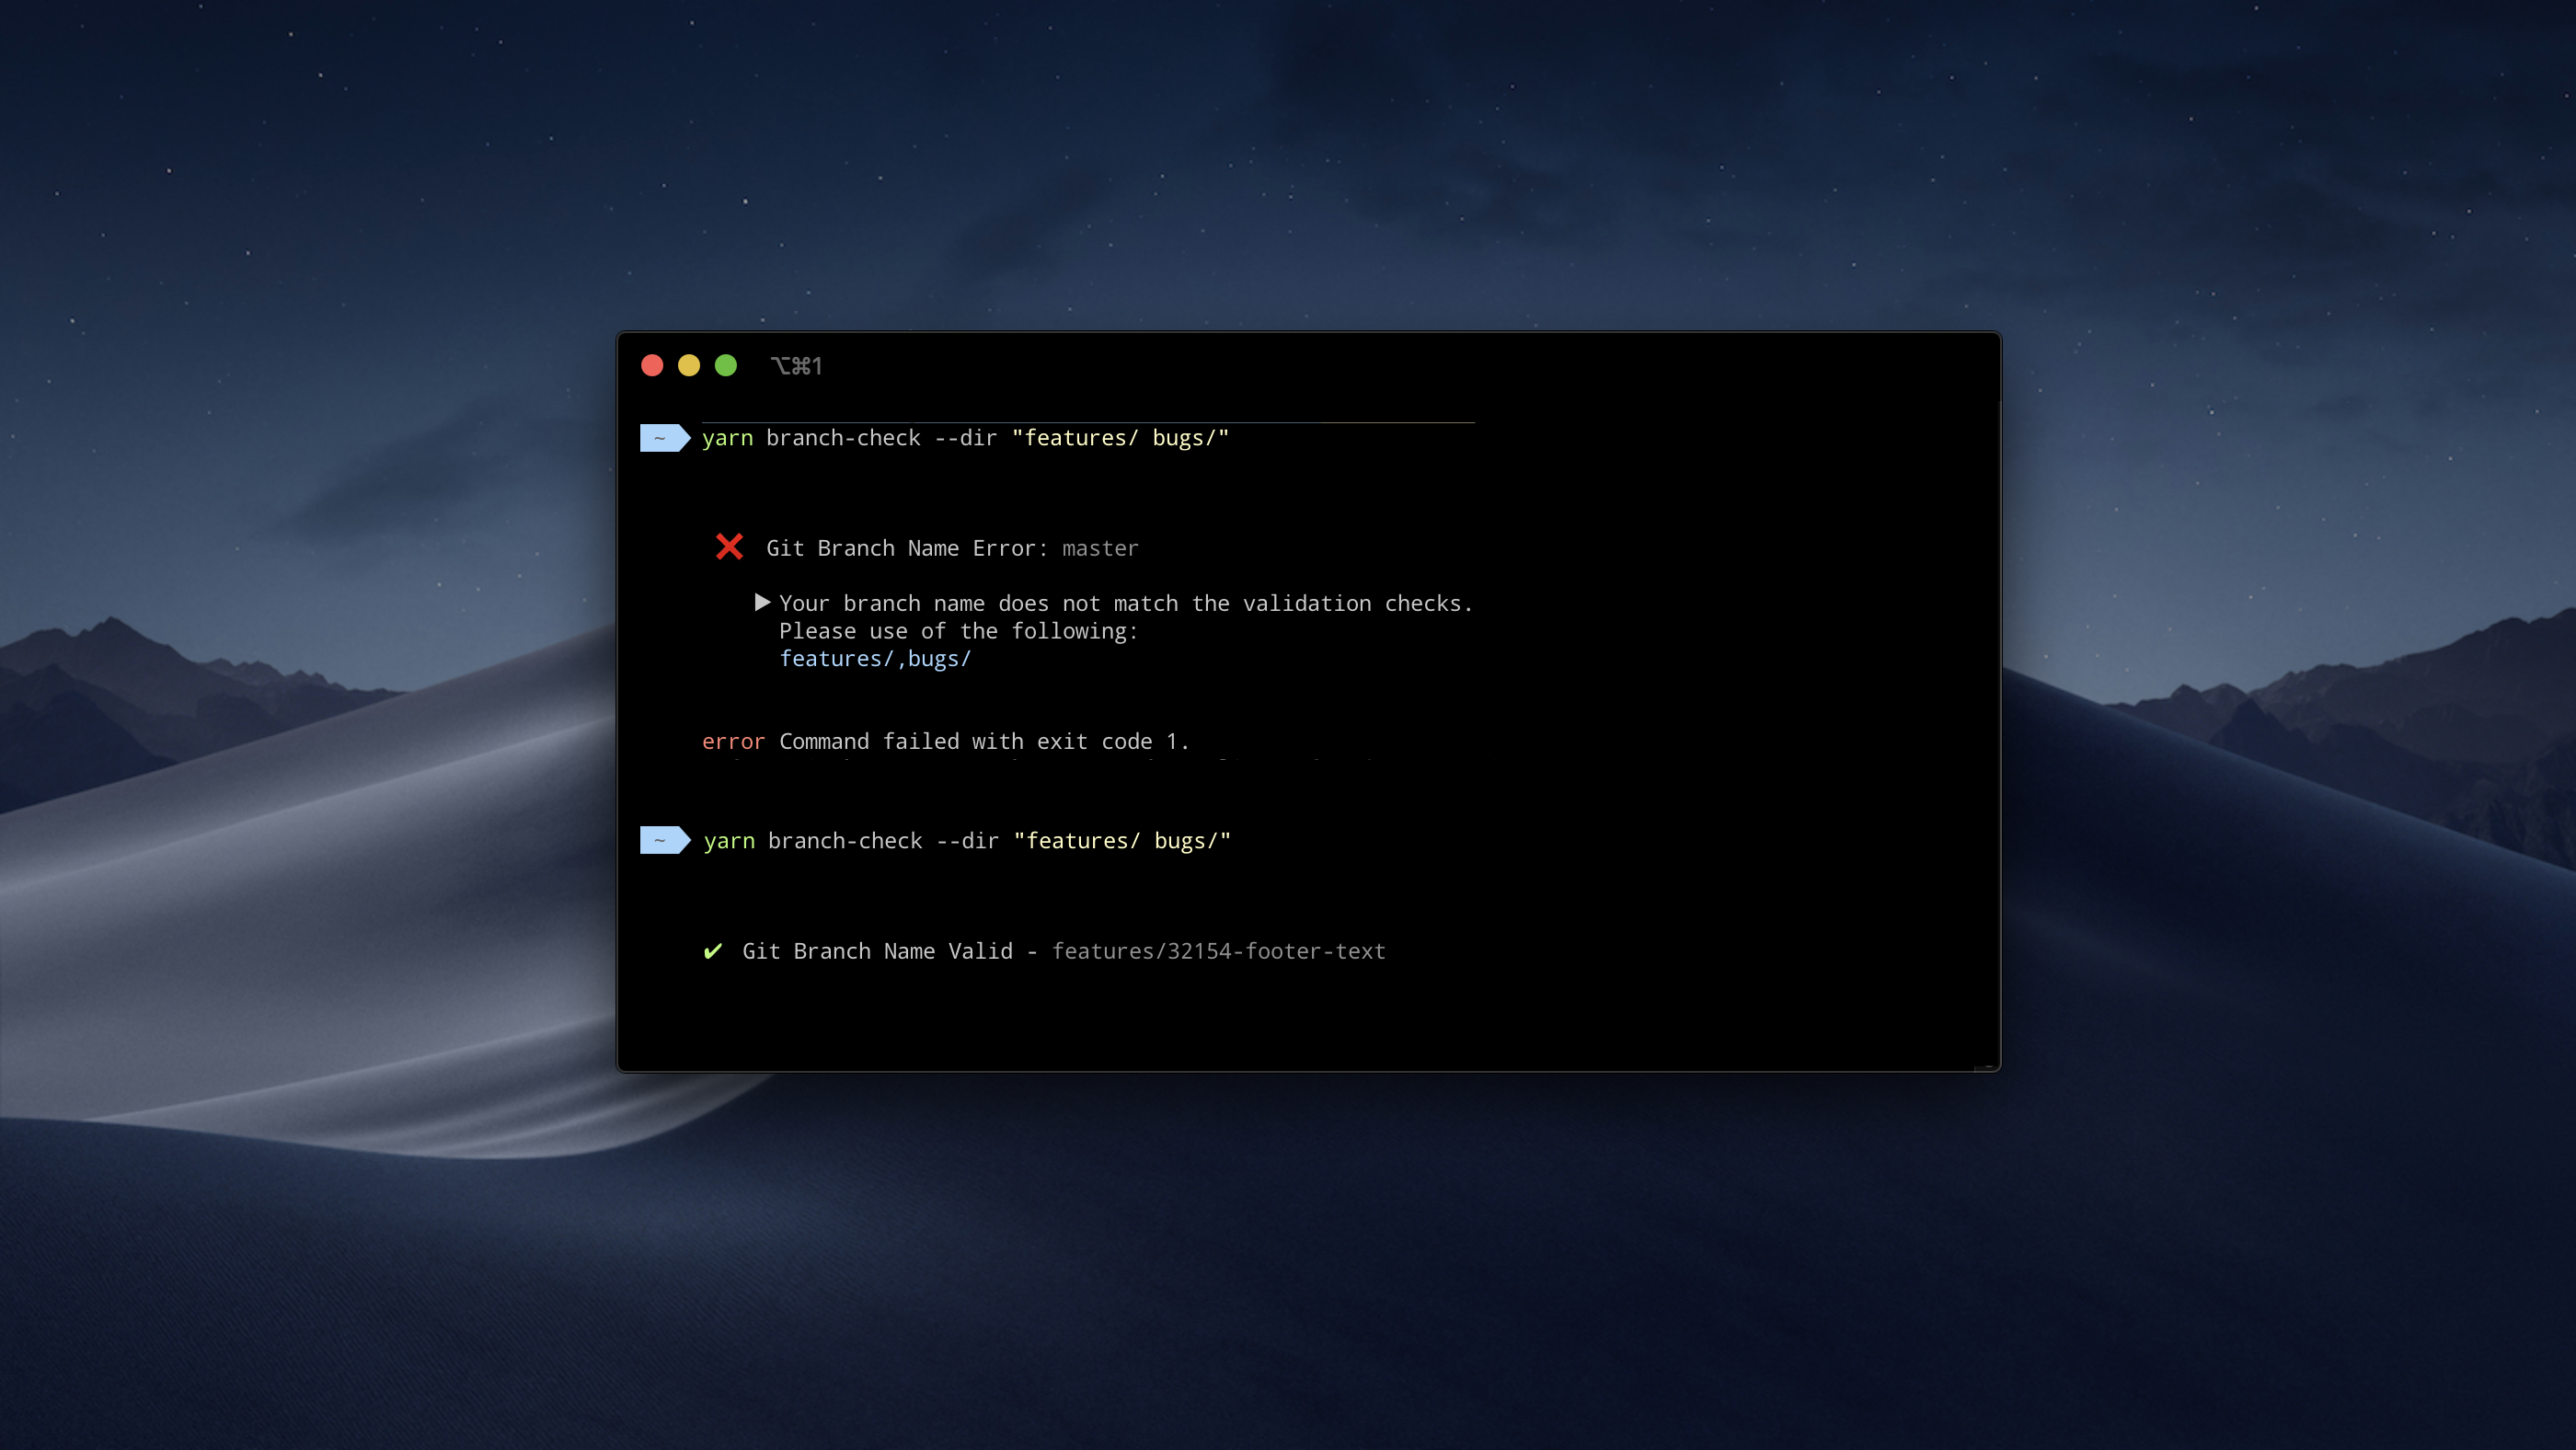 ⌥⌘1
~ yarn branch-check --dir "features/ bugs/"
❌ Git Branch Name Error: master
▶ Your branch name does not match the validation checks.
Please use of the following:
features/,bugs/
error Command failed with exit code 1.
~ yarn branch-check --dir "features/ bugs/"
✔ Git Branch Name Valid - features/32154-footer-text